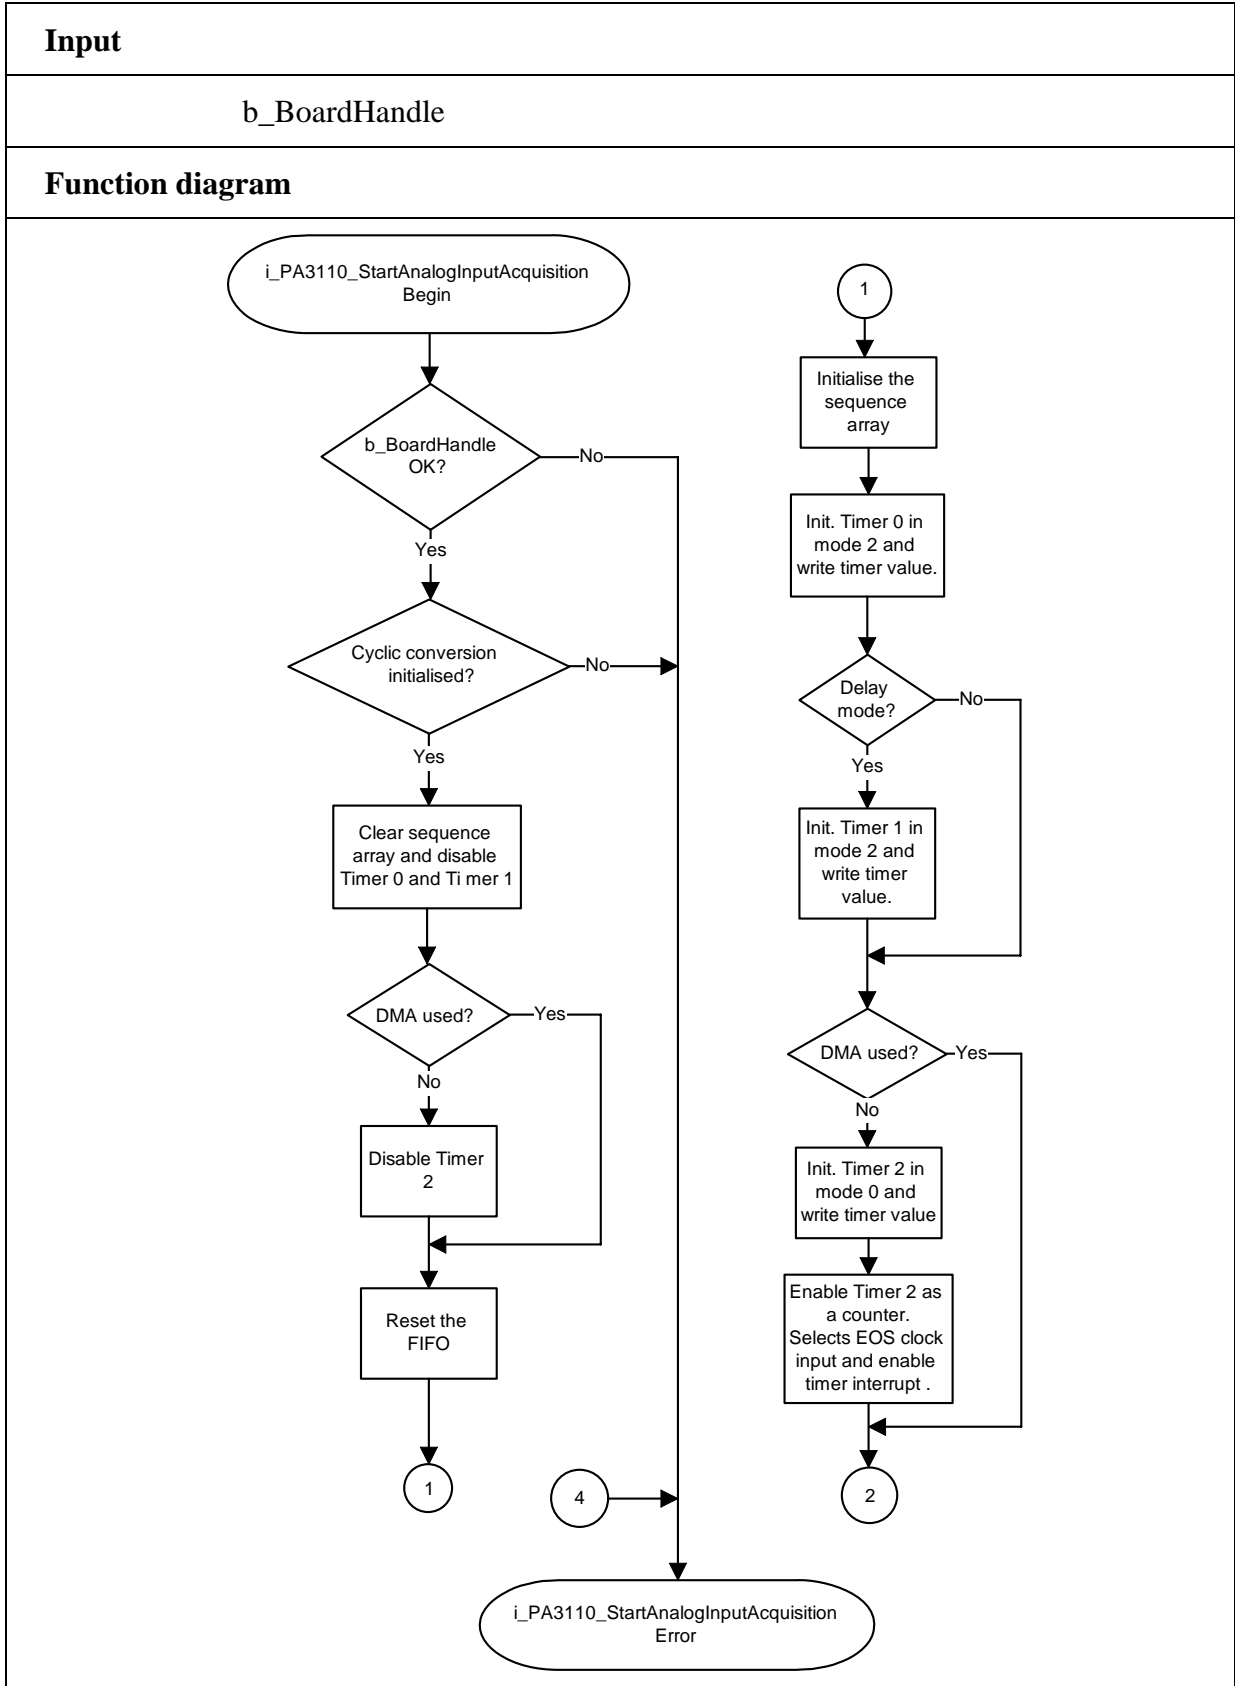 Input
b_BoardHandle
Function diagram
i_PA3110_StartAnalogInputAcquisition
Begin
b_BoardHandle
OK?
No
Yes
Cyclic conversion
initialised?
No
Yes
Clear sequence
array and disable
Timer 0 and Ti mer 1
DMA used?
Yes
No
Disable Timer
2
Reset the
FIFO
1
4
i_PA3110_StartAnalogInputAcquisition
Error
1
Initialise the
sequence
array
Init. Timer 0 in
mode 2 and
write timer value.
Delay
mode?
No
Yes
Init. Timer 1 in
mode 2 and
write timer
value.
DMA used?
Yes
No
Init. Timer 2 in
mode 0 and
write timer value
Enable Timer 2 as
a counter.
Selects EOS clock
input and enable
timer interrupt .
2